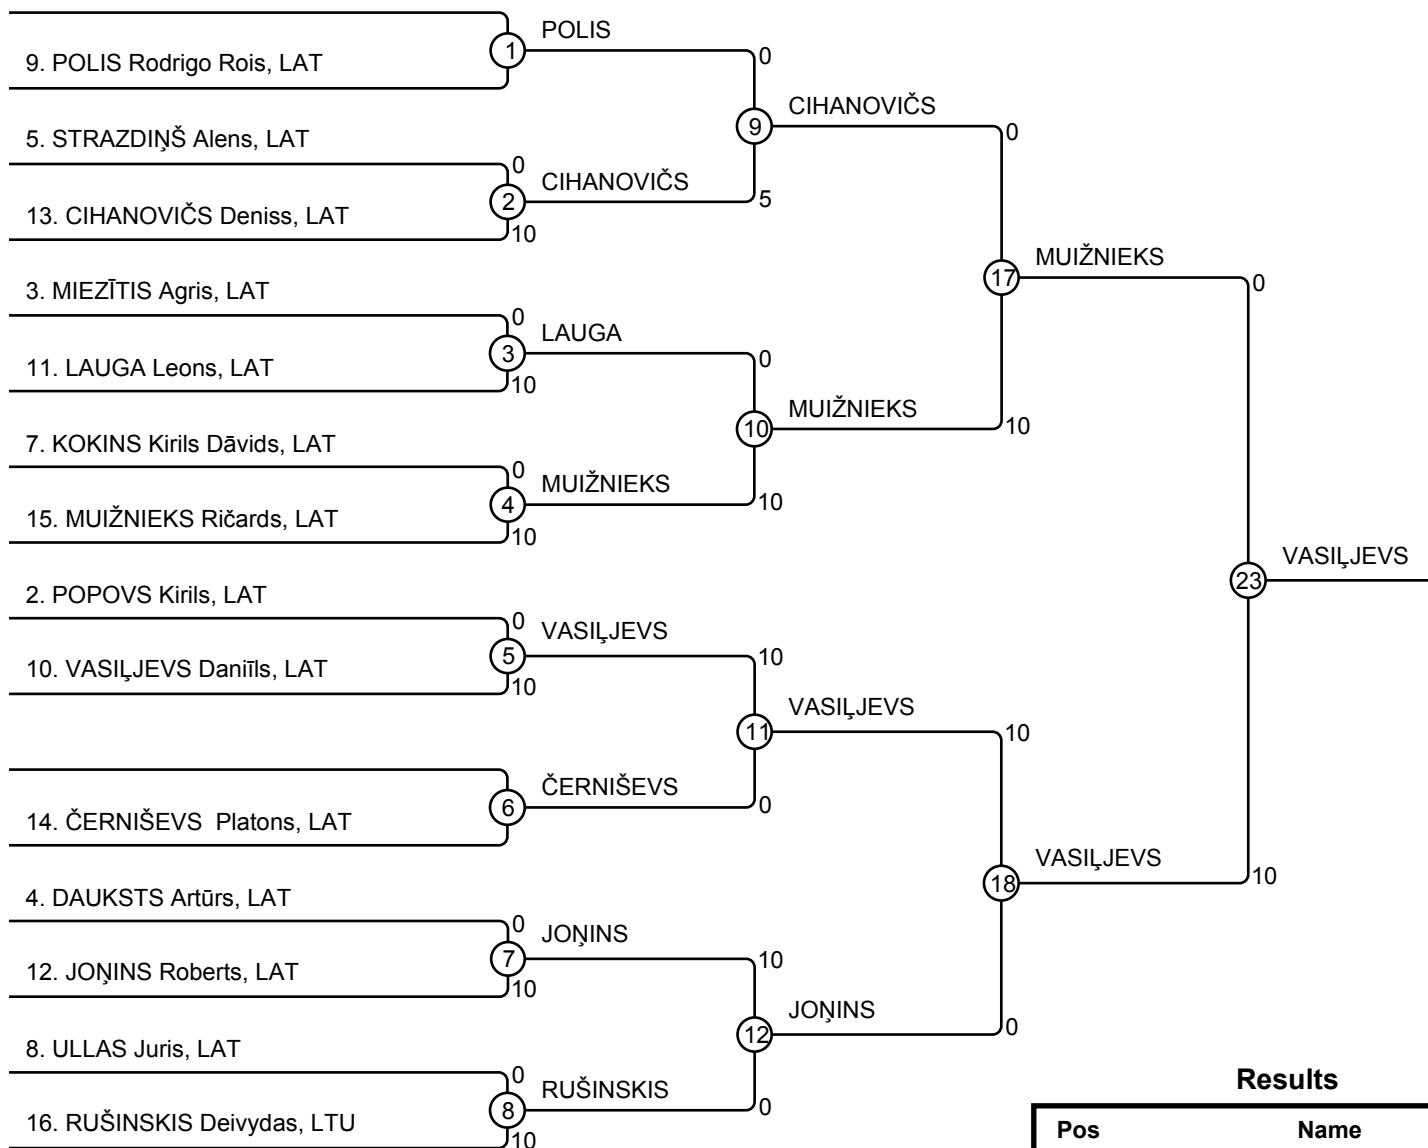 POLIS
0
9. POLIS Rodrigo Rois, LAT
1
CIHANOVIČS
9
0
5. STRAZDIŅŠ Alens, LAT
0
CIHANOVIČS
2
5
13. CIHANOVIČS Deniss, LAT
10
MUIŽNIEKS
17
0
3. MIEZĪTIS Agris, LAT
0
LAUGA
3
0
11. LAUGA Leons, LAT
10
MUIŽNIEKS
10
10
7. KOKINS Kirils Dāvids, LAT
0
MUIŽNIEKS
4
10
15. MUIŽNIEKS Ričards, LAT
10
VASIĻJEVS
23
2. POPOVS Kirils, LAT
0
VASIĻJEVS
5
10
10. VASIĻJEVS Daniīls, LAT
10
VASIĻJEVS
11
10
ČERNIŠEVS
6
0
14. ČERNIŠEVS  Platons, LAT
VASIĻJEVS
18
10
4. DAUKSTS Artūrs, LAT
0
JOŅINS
7
10
12. JOŅINS Roberts, LAT
10
JOŅINS
12
0
8. ULLAS Juris, LAT
0
RUŠINSKIS
8
0
16. RUŠINSKIS Deivydas, LTU
10
Results
Pos Name